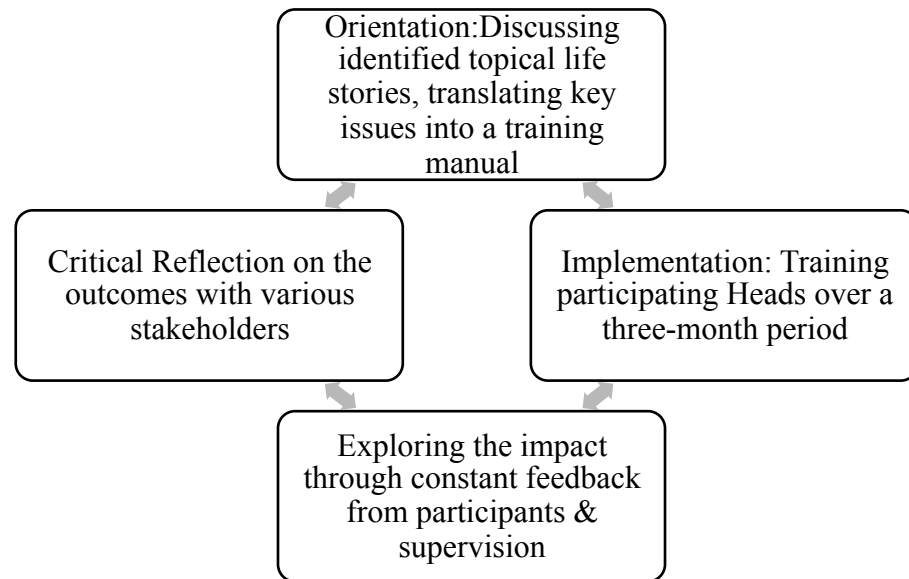 Orientation:Discussing
identified topical life
stories, translating key
issues into a training
manual
Critical Reflection on the
outcomes with various
stakeholders
Implementation: Training
participating Heads over a
three-month period
Exploring the impact
through constant feedback
from participants &
supervision